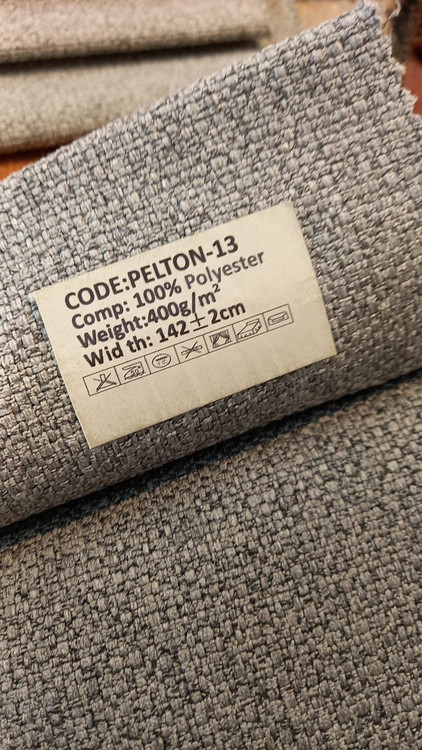 CODE:PELTON-13
Comp: 100% Polyester
Weight:400g/m²
Wid th: 142±2cm